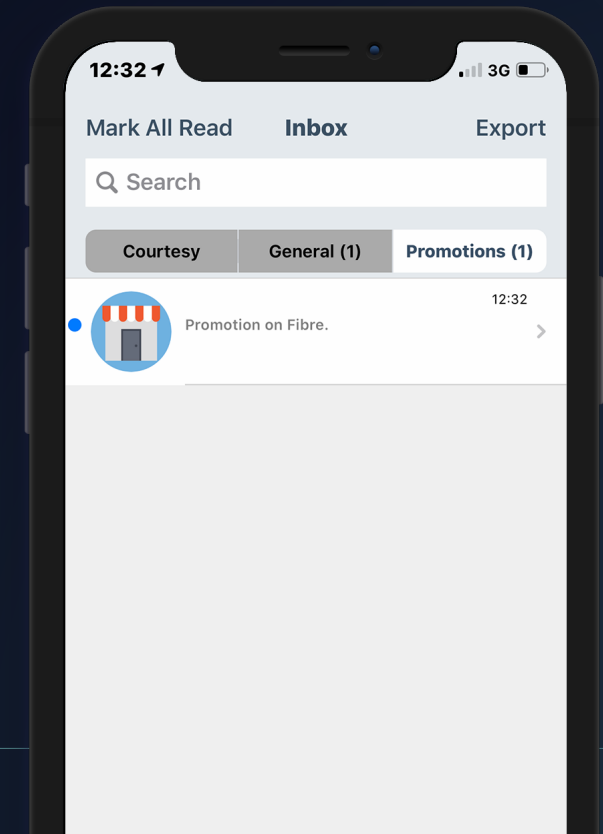 12:32 3G
Mark All Read Inbox Export
Search
Courtesy General (1) Promotions (1)
12:32
Promotion on Fibre.